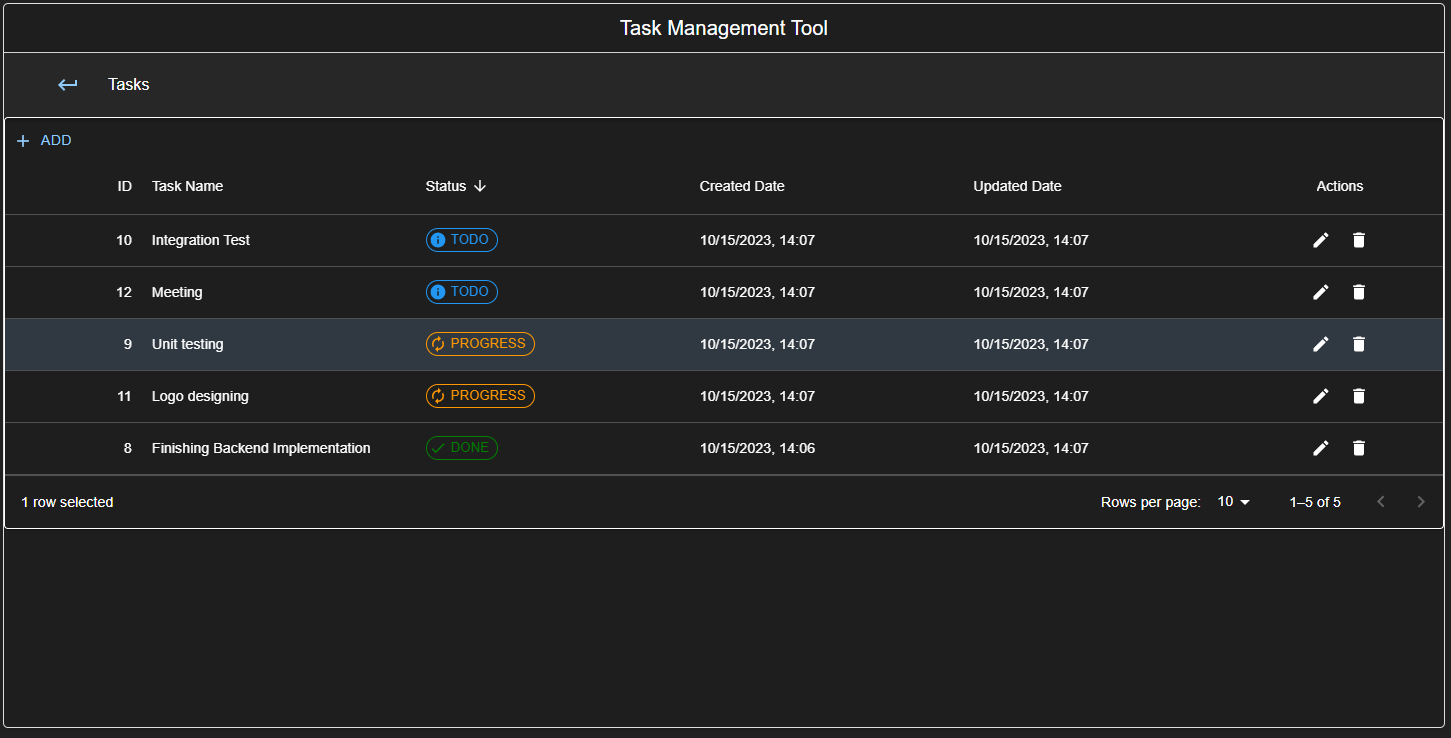 Task Management Tool
Tasks
ADD
ID Task Name Status Created Date Updated Date Actions
10 Integration Test TODO 10/15/2023, 14:07 10/15/2023, 14:07
12 Meeting TODO 10/15/2023, 14:07 10/15/2023, 14:07
9 Unit testing PROGRESS 10/15/2023, 14:07 10/15/2023, 14:07
11 Logo designing PROGRESS 10/15/2023, 14:07 10/15/2023, 14:07
8 Finishing Backend Implementation DONE 10/15/2023, 14:06 10/15/2023, 14:07
1 row selected Rows per page: 10 1–5 of 5